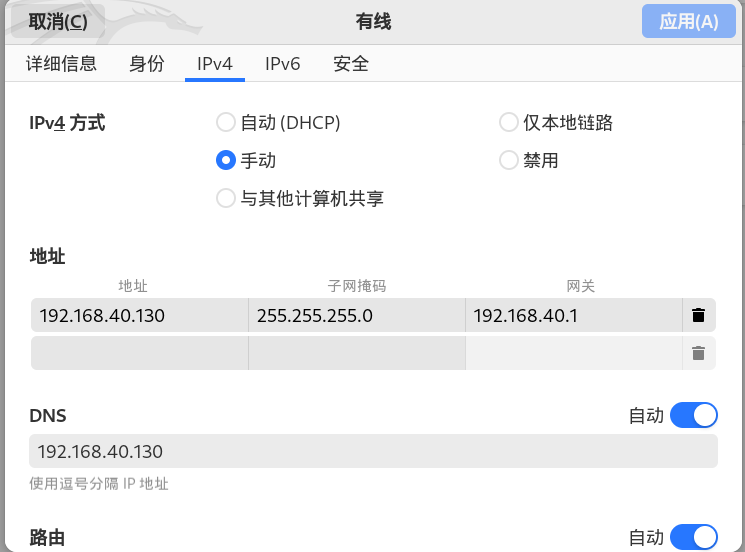 取消(C) 有线 应用(A)
详细信息 身份 IPv4 IPv6 安全
IPv4 方式 自动 (DHCP) 仅本地链路
手动 禁用
与其他计算机共享
地址
地址 子网掩码 网关
192.168.40.130 255.255.255.0 192.168.40.1
DNS 自动
192.168.40.130
使用逗号分隔 IP 地址
路由 自动